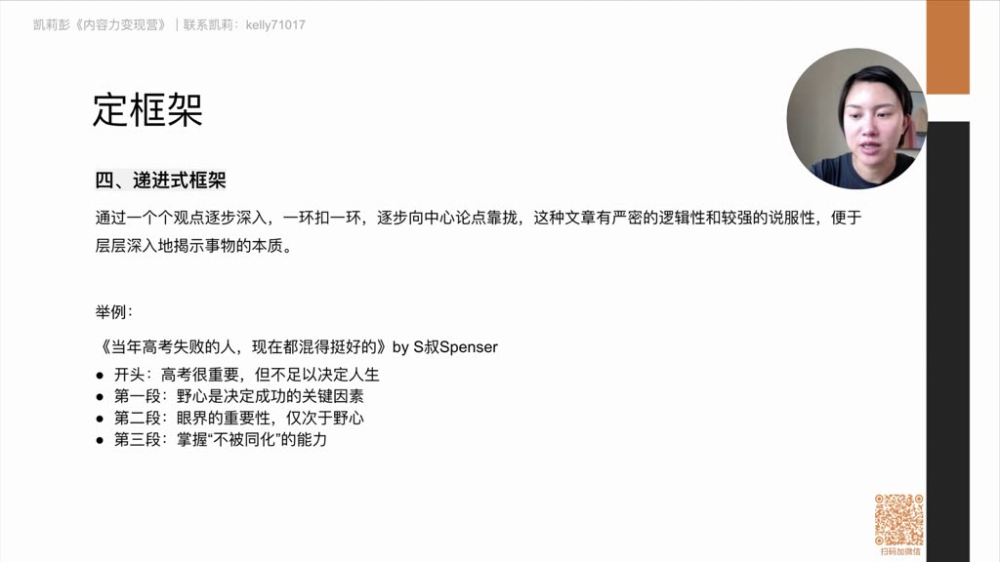 凯莉彭《内容力变现营》｜联系凯莉：kelly71017
定框架
四、递进式框架
通过一个个观点逐步深入，一环扣一环，逐步向中心论点靠拢，这种文章有严密的逻辑性和较强的说服性，便于
层层深入地揭示事物的本质。
举例：
《当年高考失败的人，现在都混得挺好的》by S叔Spenser
● 开头：高考很重要，但不足以决定人生
● 第一段：野心是决定成功的关键因素
● 第二段：眼界的重要性，仅次于野心
● 第三段：掌握“不被同化”的能力
扫码加微信